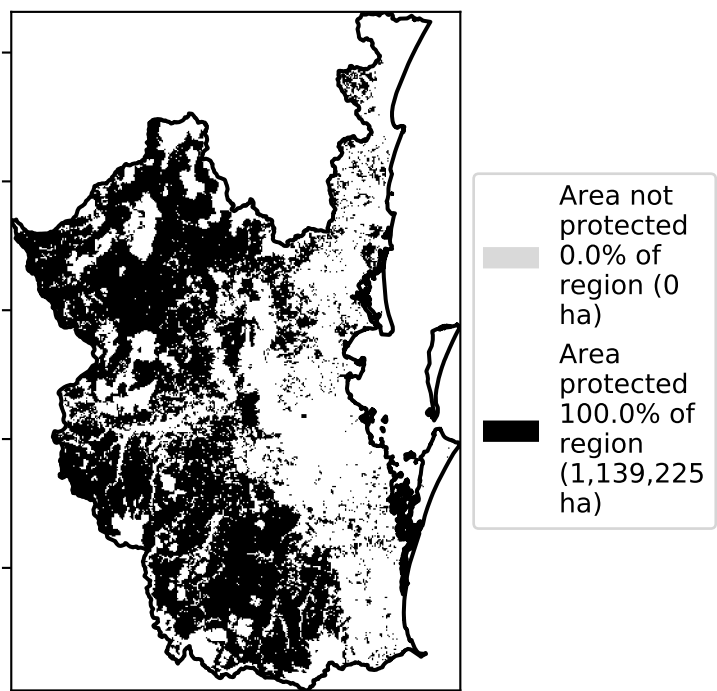 Area not
protected
0.0% of
region (0
ha)
Area
protected
100.0% of
region
(1,139,225
ha)